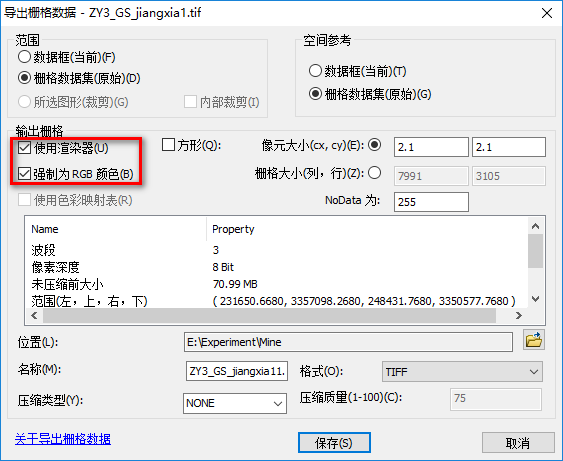 导出栅格数据 - ZY3_GS_jiangxia1.tif
范围
数据框(当前)(F)
栅格数据集(原始)(D)
所选图形(裁剪)(G)
内部裁剪(I)
空间参考
数据框(当前)(T)
栅格数据集(原始)(G)
输出栅格
使用渲染器(U)
方形(Q):
像元大小(cx, cy)(E):
2.1
2.1
强制为 RGB 颜色(B)
栅格大小(列，行)(Z):
7991
3105
使用色彩映射表(R)
NoData 为:
255
Name
Property
波段
3
像素深度
8 Bit
未压缩前大小
70.99 MB
范围(左，上，右，下)
( 231650.6680, 3357098.2680, 248431.7680, 3350577.7680 )
位置(L):
E:\Experiment\Mine
名称(M):
ZY3_GS_jiangxia11.
格式(O):
TIFF
压缩类型(Y):
NONE
压缩质量(1-100)(C):
75
关于导出栅格数据
保存(S)
取消